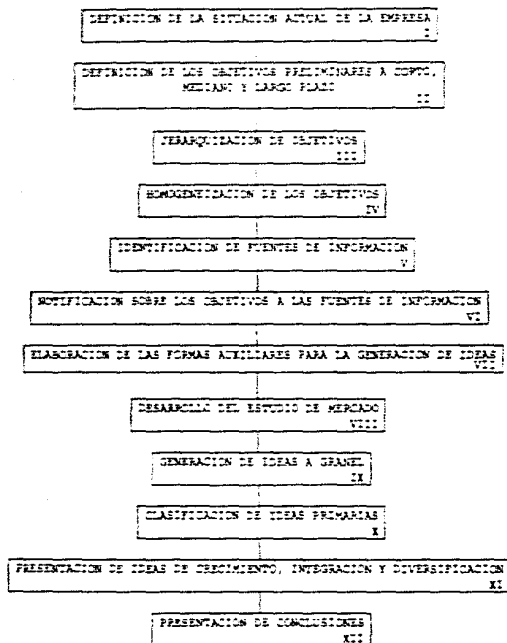 DEFINICION DE LA SITUACION ACTUAL DE LA EMPRESA
I
DEFINICION DE LOS OBJETIVOS PRELIMINARES A CORTO,
MEDIANO Y LARGO PLAZO
II
JERARQUIZACION DE OBJETIVOS
III
HOMOGENEIZACION DE LOS OBJETIVOS
IV
IDENTIFICACION DE FUENTES DE INFORMACION
V
NOTIFICACION SOBRE LOS OBJETIVOS A LAS FUENTES DE INFORMACION
VI
ELABORACION DE LAS FORMAS AUXILIARES PARA LA GENERACION DE IDEAS
VII
DESARROLLO DEL ESTUDIO DE MERCADO
VIII
GENERACION DE IDEAS A GRANEL
IX
CLASIFICACION DE IDEAS PRIMARIAS
X
PRESENTACION DE IDEAS DE CRECIMIENTO, INTEGRACION Y DIVERSIFICACION
XI
PRESENTACION DE CONCLUSIONES
XII